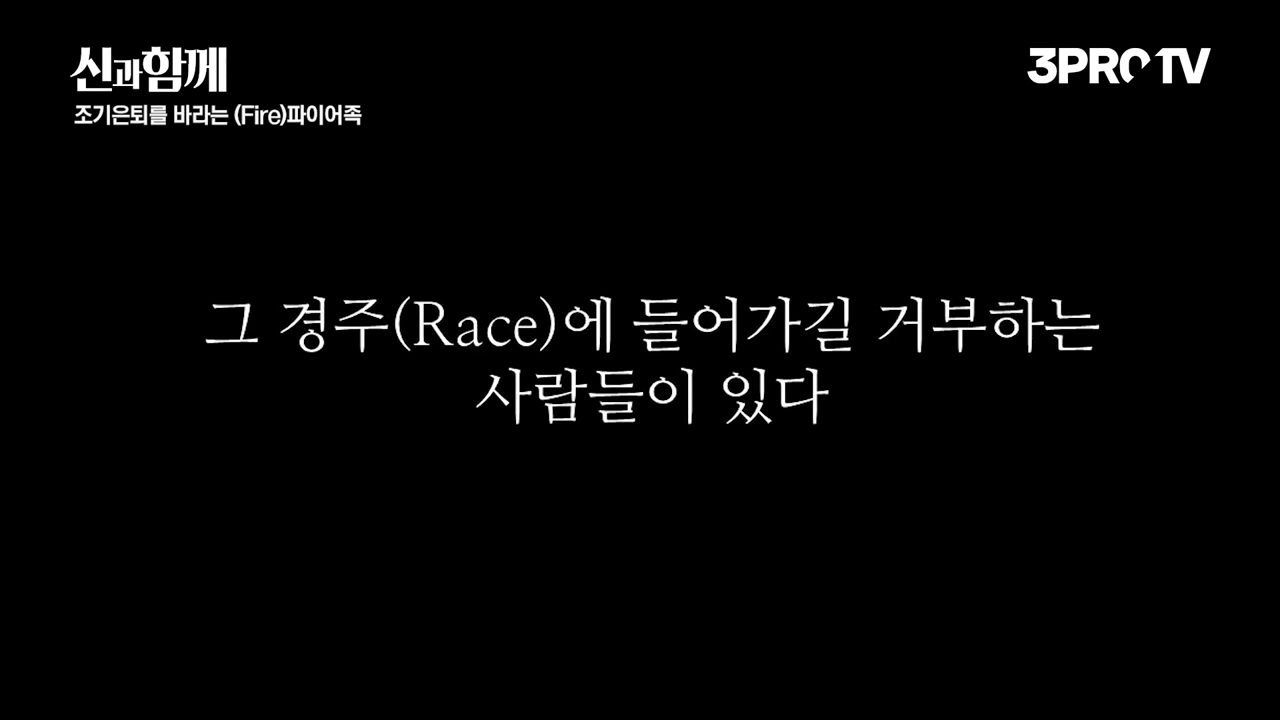 신과함께
3PROTV
조기은퇴를 바라는 (Fire)파이어족
그 경주(Race)에 들어가길 거부하는
사람들이 있다